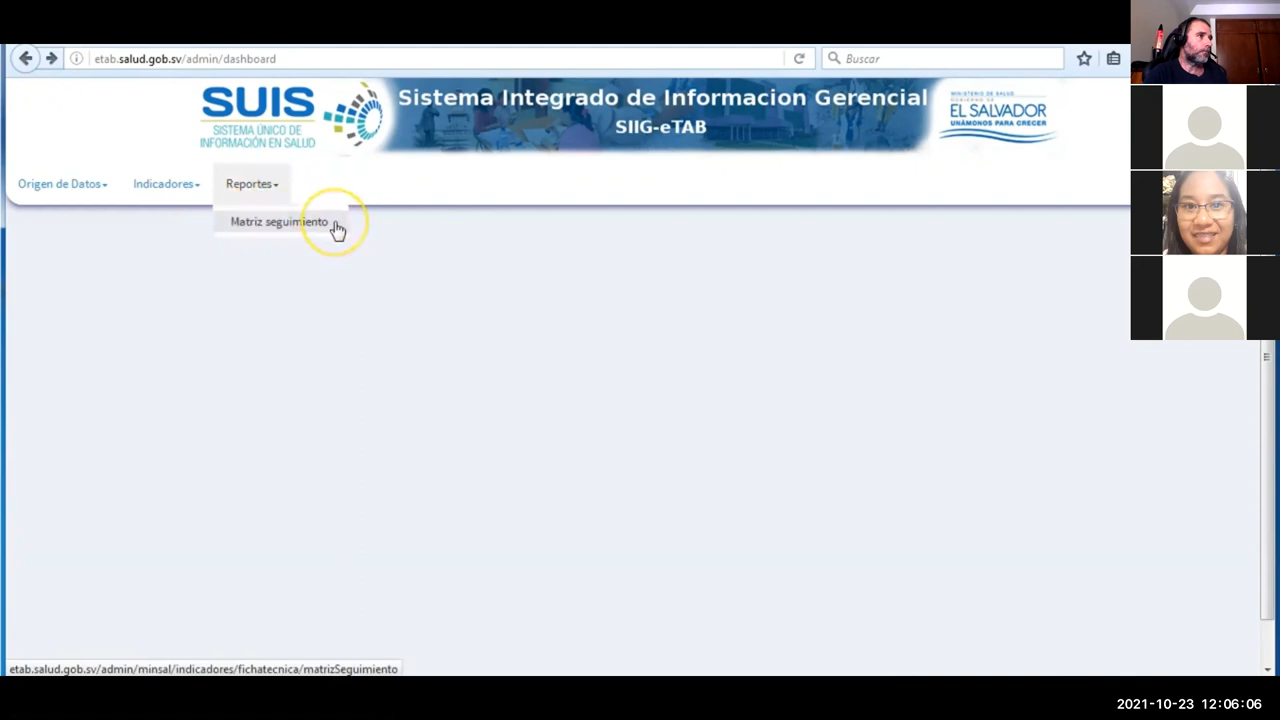 etab.salud.gob.sv/admin/dashboard
Buscar
SUIS
SISTEMA ÚNICO DE
INFORMACIÓN EN SALUD
Sistema Integrado de Informacion Gerencial
SIIG-eTAB
MINISTERIO DE SALUD
GOBIERNO DE
EL SALVADOR
UNÁMONOS PARA CRECER
Origen de Datos
Indicadores
Reportes
Matriz seguimiento
etab.salud.gob.sv/admin/minsal/indicadores/fichatecnica/matrizSeguimiento
2021-10-23 12:06:06